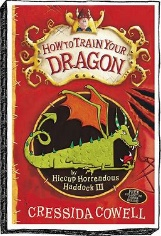 HOW TO TRAIN YOUR
DRAGON
by
Hiccup Horrendous
Haddock III
CRESSIDA COWELL